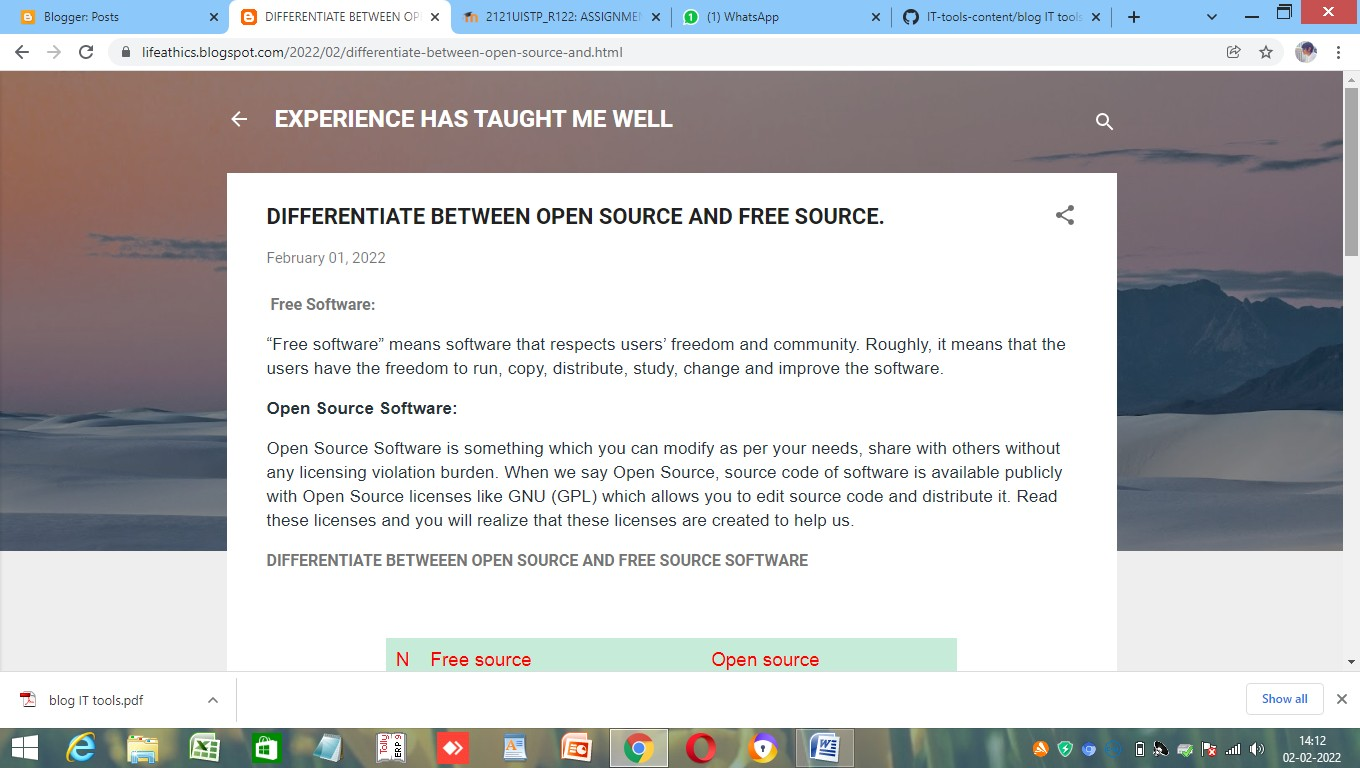 Blogger: Posts
DIFFERENTIATE BETWEEN OP
2121UISTP_R122: ASSIGNME
(1) WhatsApp
IT-tools-content/blog IT tools
lifeathics.blogspot.com/2022/02/differentiate-between-open-source-and.html
EXPERIENCE HAS TAUGHT ME WELL
DIFFERENTIATE BETWEEN OPEN SOURCE AND FREE SOURCE.
February 01, 2022
Free Software:
“Free software” means software that respects users’ freedom and community. Roughly, it means that the
users have the freedom to run, copy, distribute, study, change and improve the software.
Open Source Software:
Open Source Software is something which you can modify as per your needs, share with others without
any licensing violation burden. When we say Open Source, source code of software is available publicly
with Open Source licenses like GNU (GPL) which allows you to edit source code and distribute it. Read
these licenses and you will realize that these licenses are created to help us.
DIFFERENTIATE BETWEEEN OPEN SOURCE AND FREE SOURCE SOFTWARE
N Free source Open source
blog IT tools.pdf
Show all
Tally ERP 9
14:12
02-02-2022